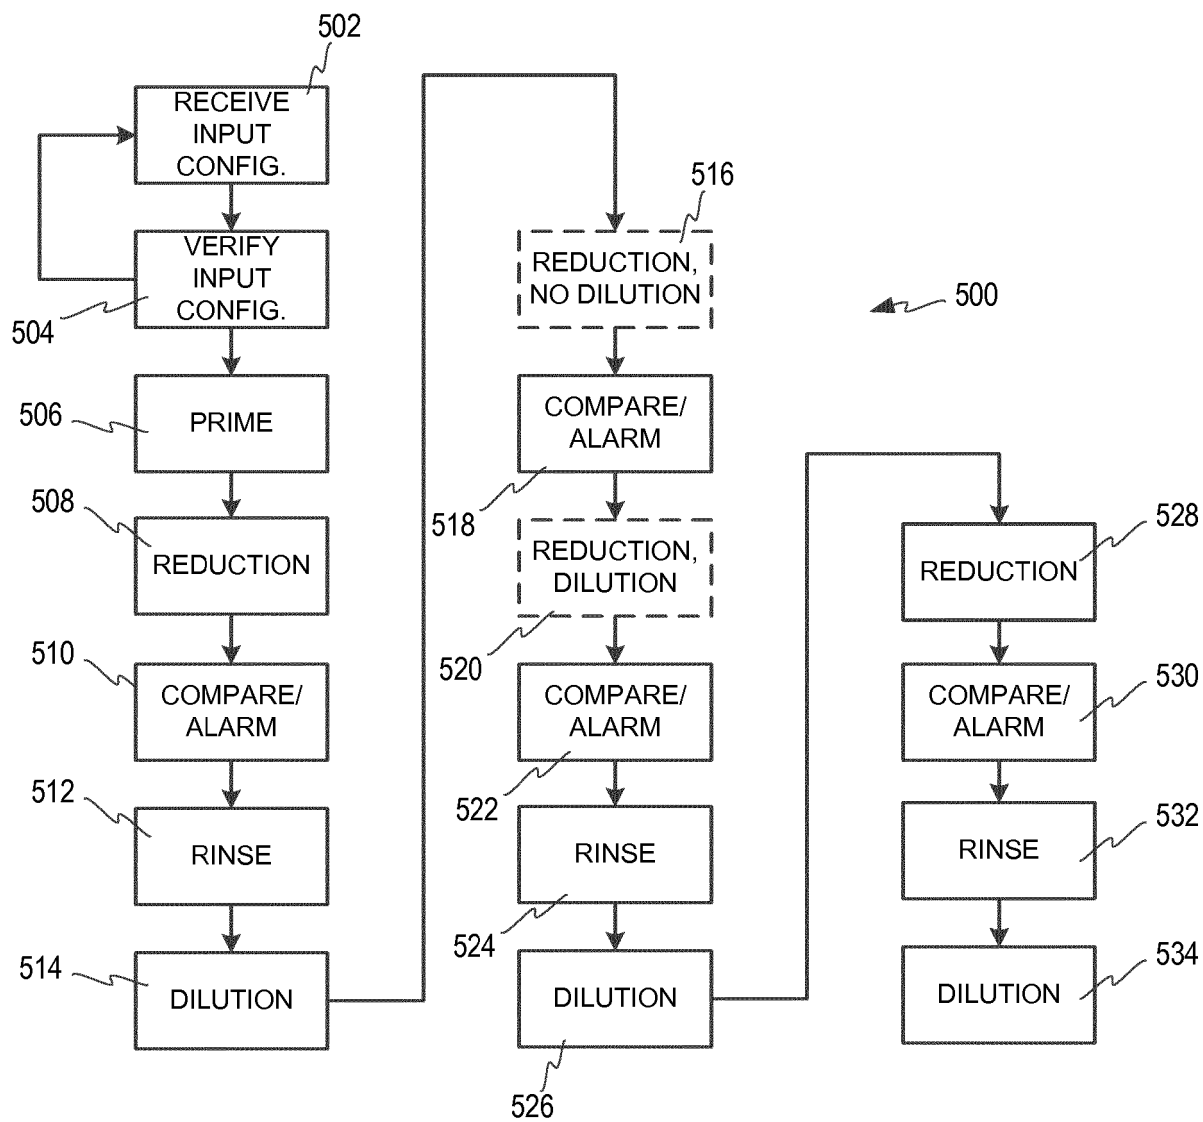 502
RECEIVE
INPUT
CONFIG.
VERIFY
INPUT
CONFIG.
504
506
PRIME
508
REDUCTION
510
COMPARE/
ALARM
512
RINSE
514
DILUTION
516
REDUCTION,
NO DILUTION
COMPARE/
ALARM
518
REDUCTION,
DILUTION
520
COMPARE/
ALARM
522
RINSE
524
DILUTION
526
500
528
REDUCTION
530
COMPARE/
ALARM
532
RINSE
534
DILUTION